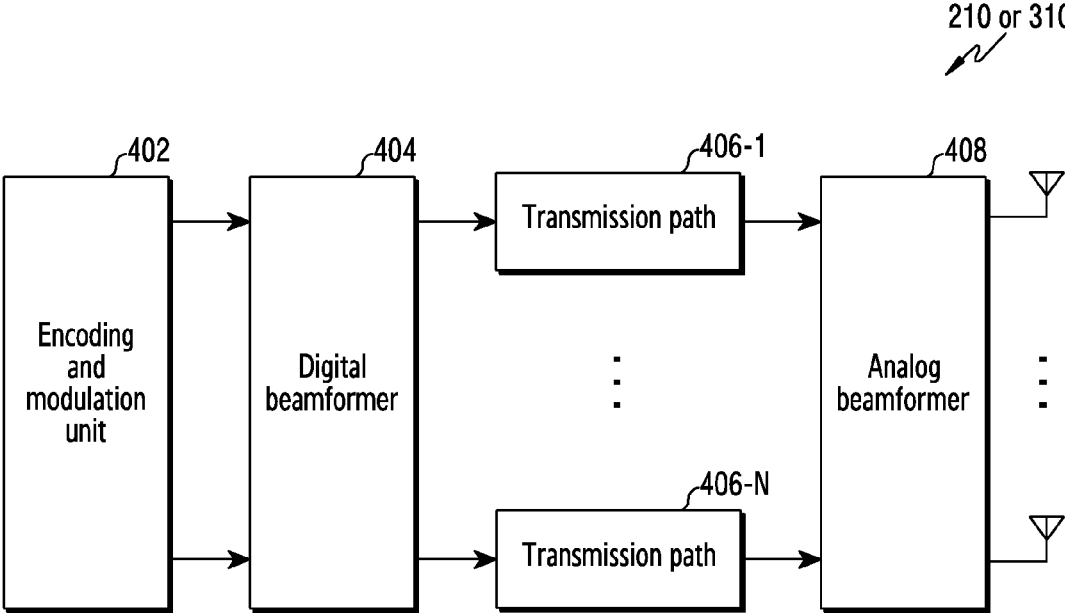 210 or 310
402
404
406-1
408
Transmission path
Encoding
and
modulation
unit
Digital
beamformer
Analog
beamformer
406-N
Transmission path